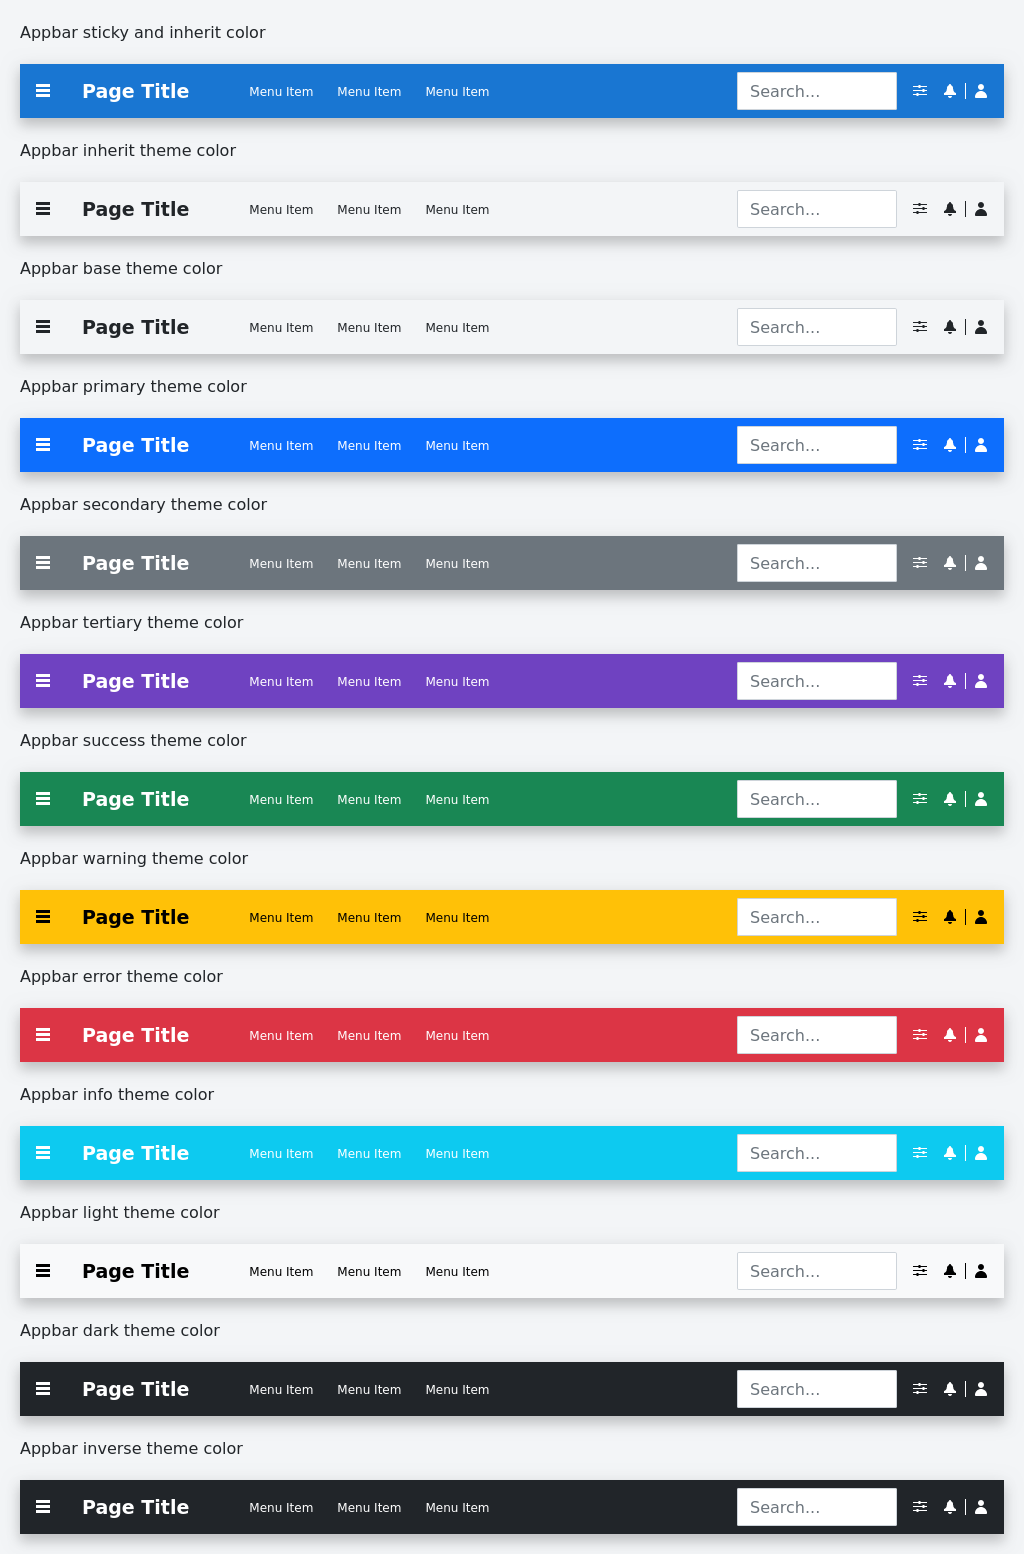 Appbar sticky and inherit color
Page Title Menu Item Menu Item Menu Item Search...
Appbar inherit theme color
Page Title Menu Item Menu Item Menu Item Search...
Appbar base theme color
Page Title Menu Item Menu Item Menu Item Search...
Appbar primary theme color
Page Title Menu Item Menu Item Menu Item Search...
Appbar secondary theme color
Page Title Menu Item Menu Item Menu Item Search...
Appbar tertiary theme color
Page Title Menu Item Menu Item Menu Item Search...
Appbar success theme color
Page Title Menu Item Menu Item Menu Item Search...
Appbar warning theme color
Page Title Menu Item Menu Item Menu Item Search...
Appbar error theme color
Page Title Menu Item Menu Item Menu Item Search...
Appbar info theme color
Page Title Menu Item Menu Item Menu Item Search...
Appbar light theme color
Page Title Menu Item Menu Item Menu Item Search...
Appbar dark theme color
Page Title Menu Item Menu Item Menu Item Search...
Appbar inverse theme color
Page Title Menu Item Menu Item Menu Item Search...